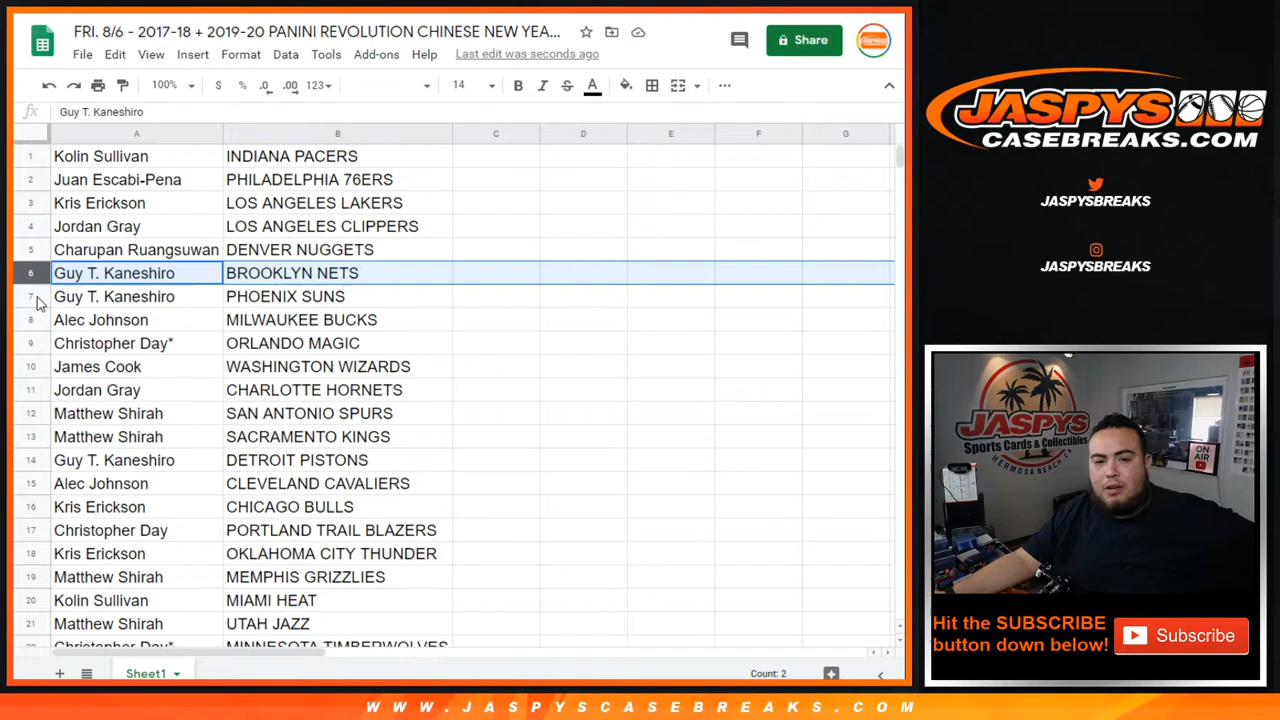 FRI. 8/6 - 2017-18 + 2019-20 PANINI REVOLUTION CHINESE NEW YEA...
File Edit View Insert Format Data Tools Add-ons Help Last edit was seconds ago
Share
100% $ % .0 .00 123 14 B I S A ...
fx Guy T. Kaneshiro
A B C D E F G
1 Kolin Sullivan INDIANA PACERS
2 Juan Escabi-Pena PHILADELPHIA 76ERS
3 Kris Erickson LOS ANGELES LAKERS
4 Jordan Gray LOS ANGELES CLIPPERS
5 Charupan Ruangsuwan DENVER NUGGETS
6 Guy T. Kaneshiro BROOKLYN NETS
7 Guy T. Kaneshiro PHOENIX SUNS
8 Alec Johnson MILWAUKEE BUCKS
9 Christopher Day* ORLANDO MAGIC
10 James Cook WASHINGTON WIZARDS
11 Jordan Gray CHARLOTTE HORNETS
12 Matthew Shirah SAN ANTONIO SPURS
13 Matthew Shirah SACRAMENTO KINGS
14 Guy T. Kaneshiro DETROIT PISTONS
15 Alec Johnson CLEVELAND CAVALIERS
16 Kris Erickson CHICAGO BULLS
17 Christopher Day PORTLAND TRAIL BLAZERS
18 Kris Erickson OKLAHOMA CITY THUNDER
19 Matthew Shirah MEMPHIS GRIZZLIES
20 Kolin Sullivan MIAMI HEAT
21 Matthew Shirah UTAH JAZZ
22 Christopher Day* MINNESOTA TIMBERWOLVES
Sheet1
Count: 2
JASPYS
CASEBREAKS.COM
JASPYSBREAKS
JASPYSBREAKS
JASPYS
Sports Cards & Collectibles
HERMOSA BEACH, CA
ON AIR
Hit the SUBSCRIBE
button down below!
Subscribe
WWW.JASPYSCASEBREAKS.COM